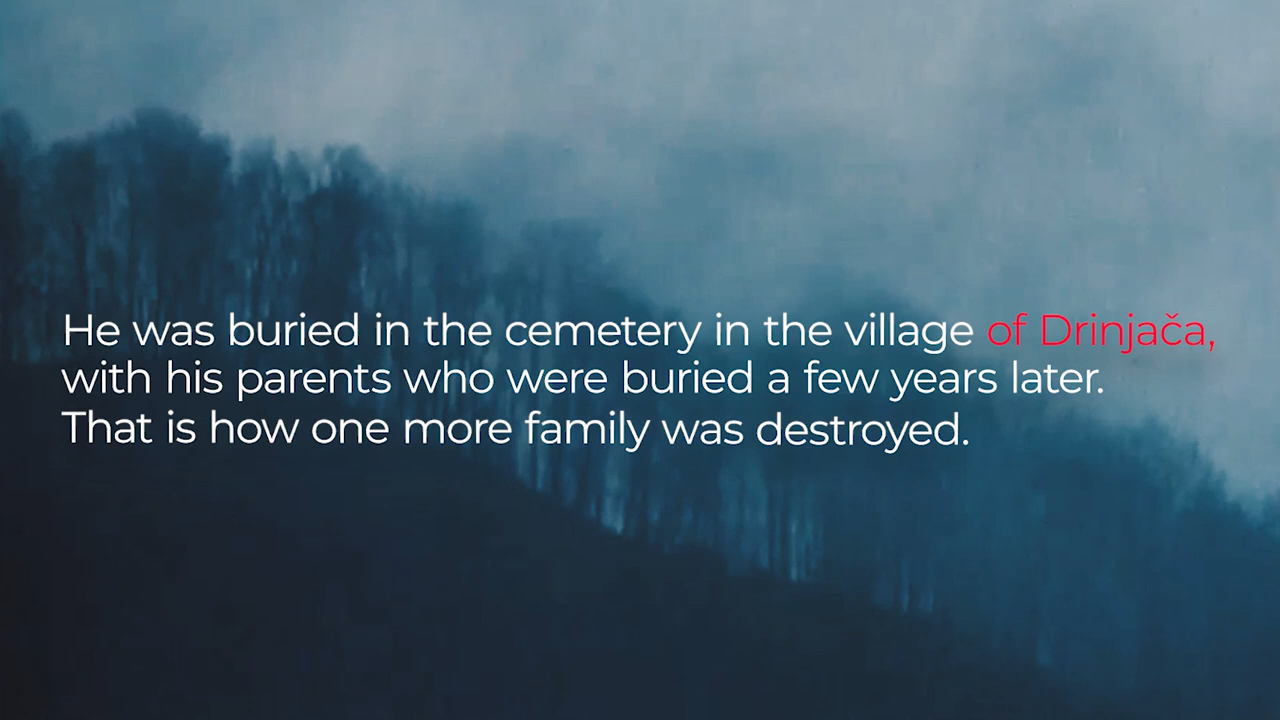 He was buried in the cemetery in the village of Drinjača,
with his parents who were buried a few years later.
That is how one more family was destroyed.